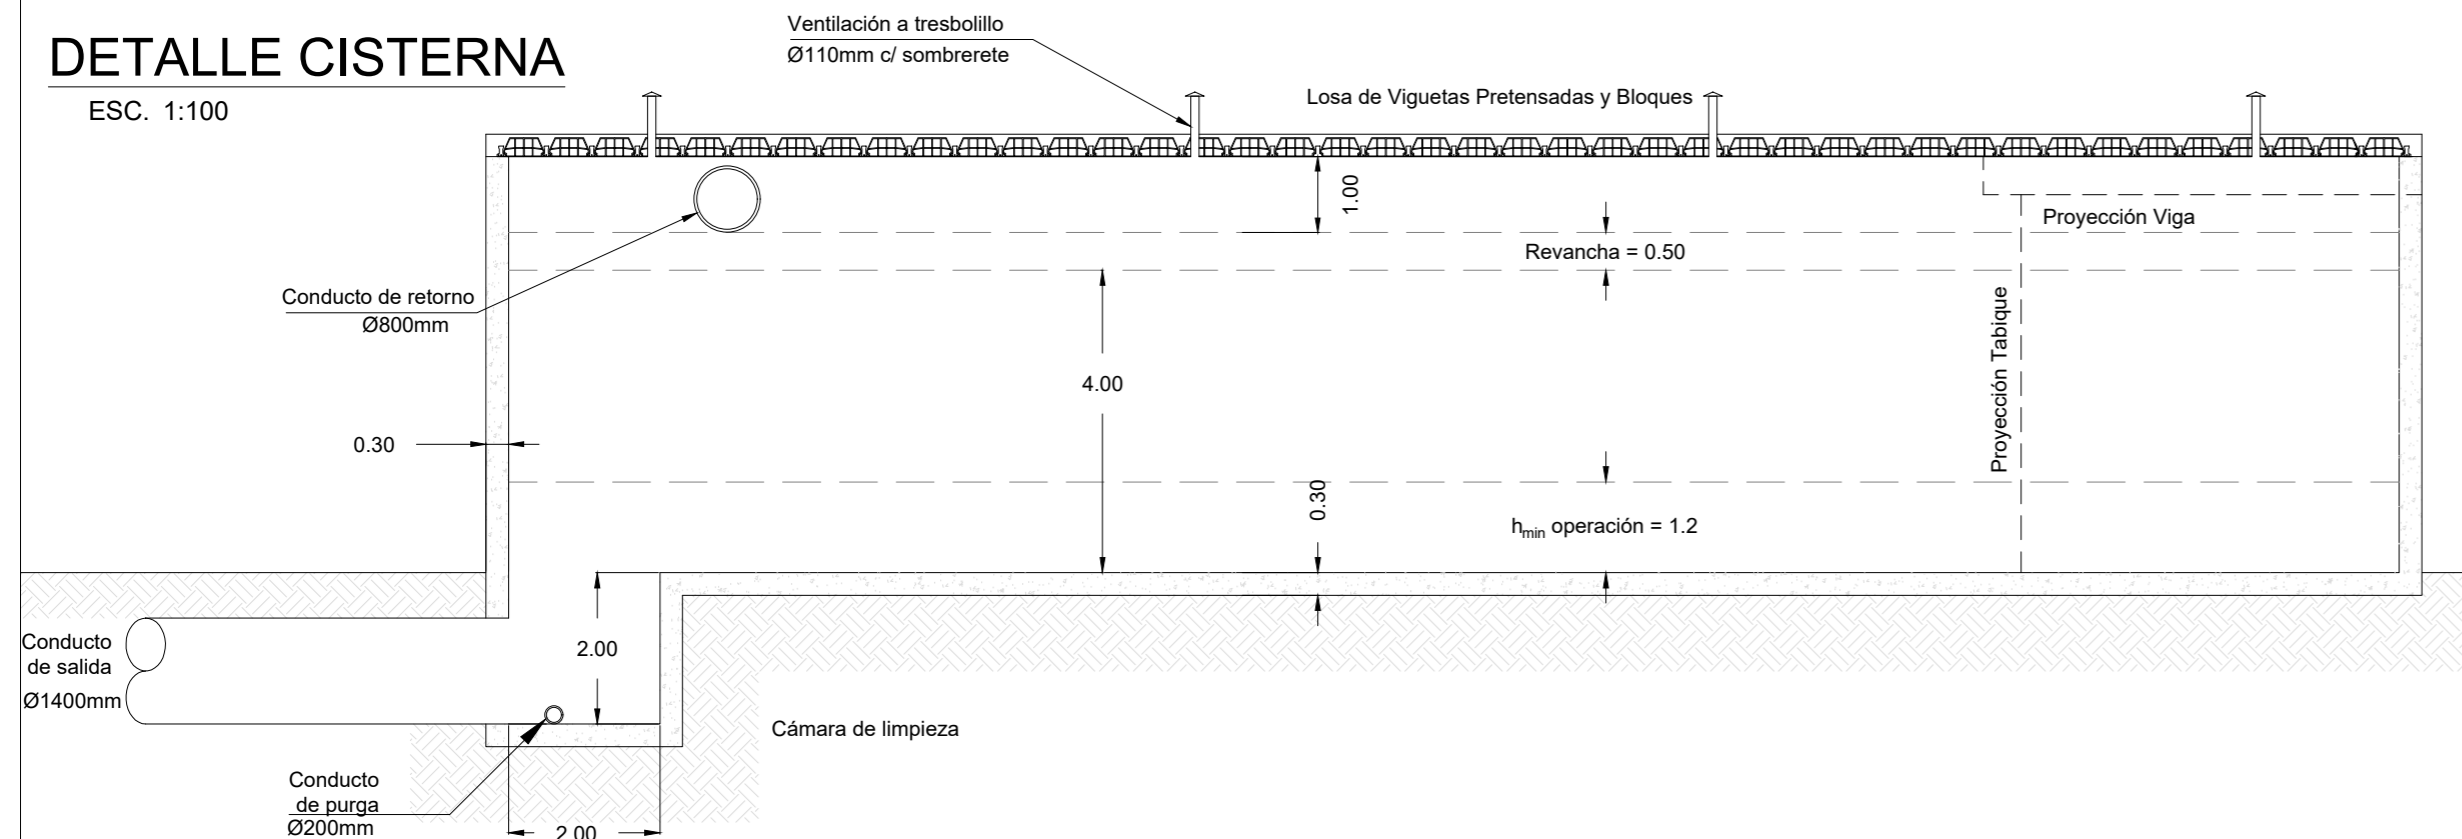 DETALLE CISTERNA
ESC. 1:100
Ventilación a tresbolillo
Ø110mm c/ sombrerete
Losa de Viguetas Pretensadas y Bloques
1.00
Proyección Viga
Revancha = 0.50
Conducto de retorno
Ø800mm
4.00
Proyección Tabique
0.30
0.30
hmin operación = 1.2
Conducto
de salida
Ø1400mm
2.00
Cámara de limpieza
Conducto
de purga
Ø200mm
2.00